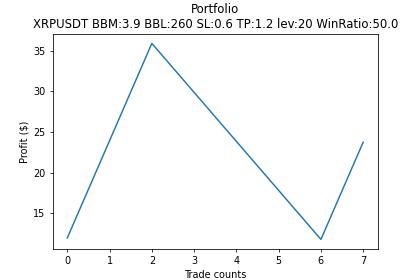 Portfolio
XRPUSDT BBM:3.9 BBL:260 SL:0.6 TP:1.2 lev:20 WinRatio:50.0
35
30
25
20
15
Profit ($)
0 1 2 3 4 5 6 7
Trade counts